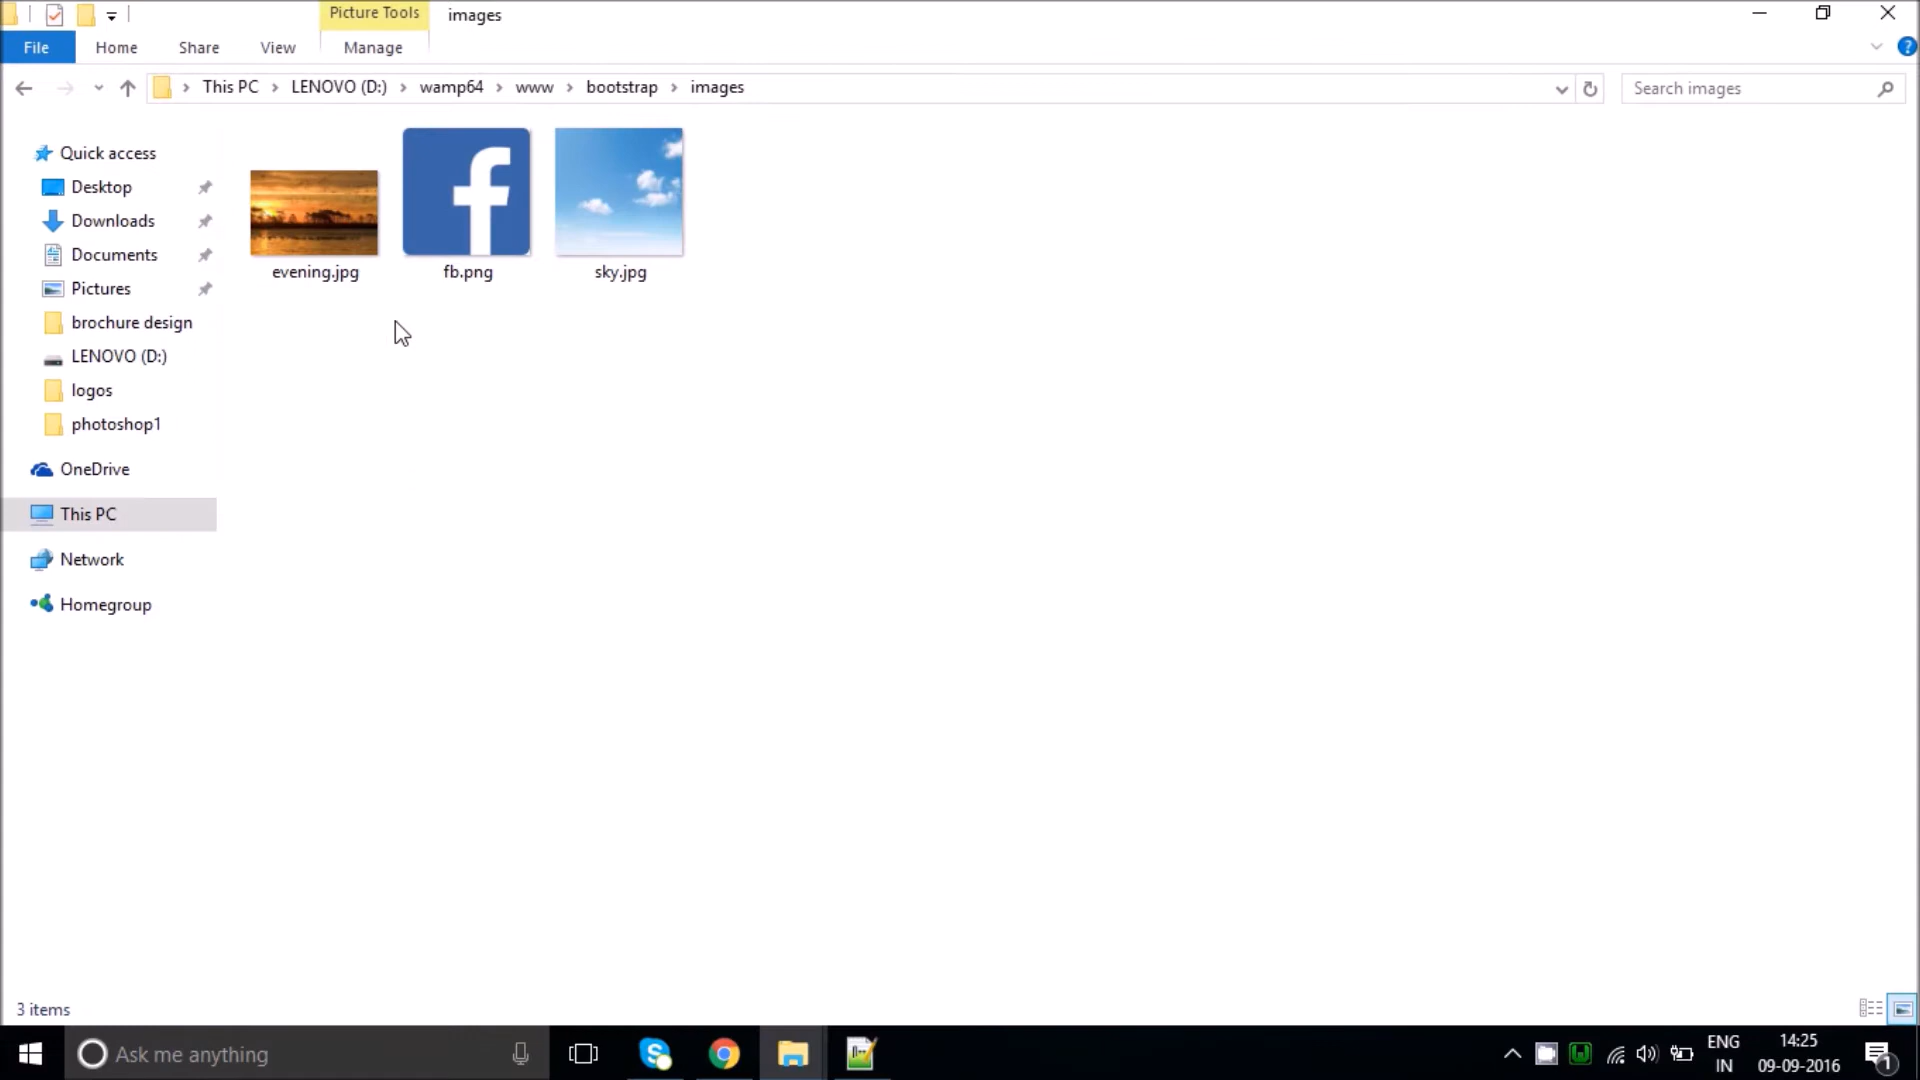 Picture Tools
images
File
Home
Share
View
Manage
This PC
LENOVO (D:)
wamp64
www
bootstrap
images
Search images
Quick access
Desktop
Downloads
Documents
Pictures
brochure design
LENOVO (D:)
logos
photoshop1
OneDrive
This PC
Network
Homegroup
evening.jpg
fb.png
sky.jpg
3 items
Ask me anything
ENG
IN
14:25
09-09-2016
1